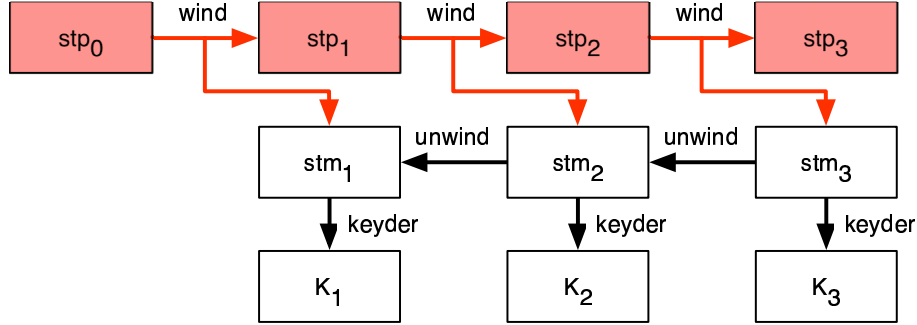 wind wind wind
stp0 stp1 stp2 stp3
unwind unwind
stm1 stm2 stm3
keyder keyder keyder
K1 K2 K3